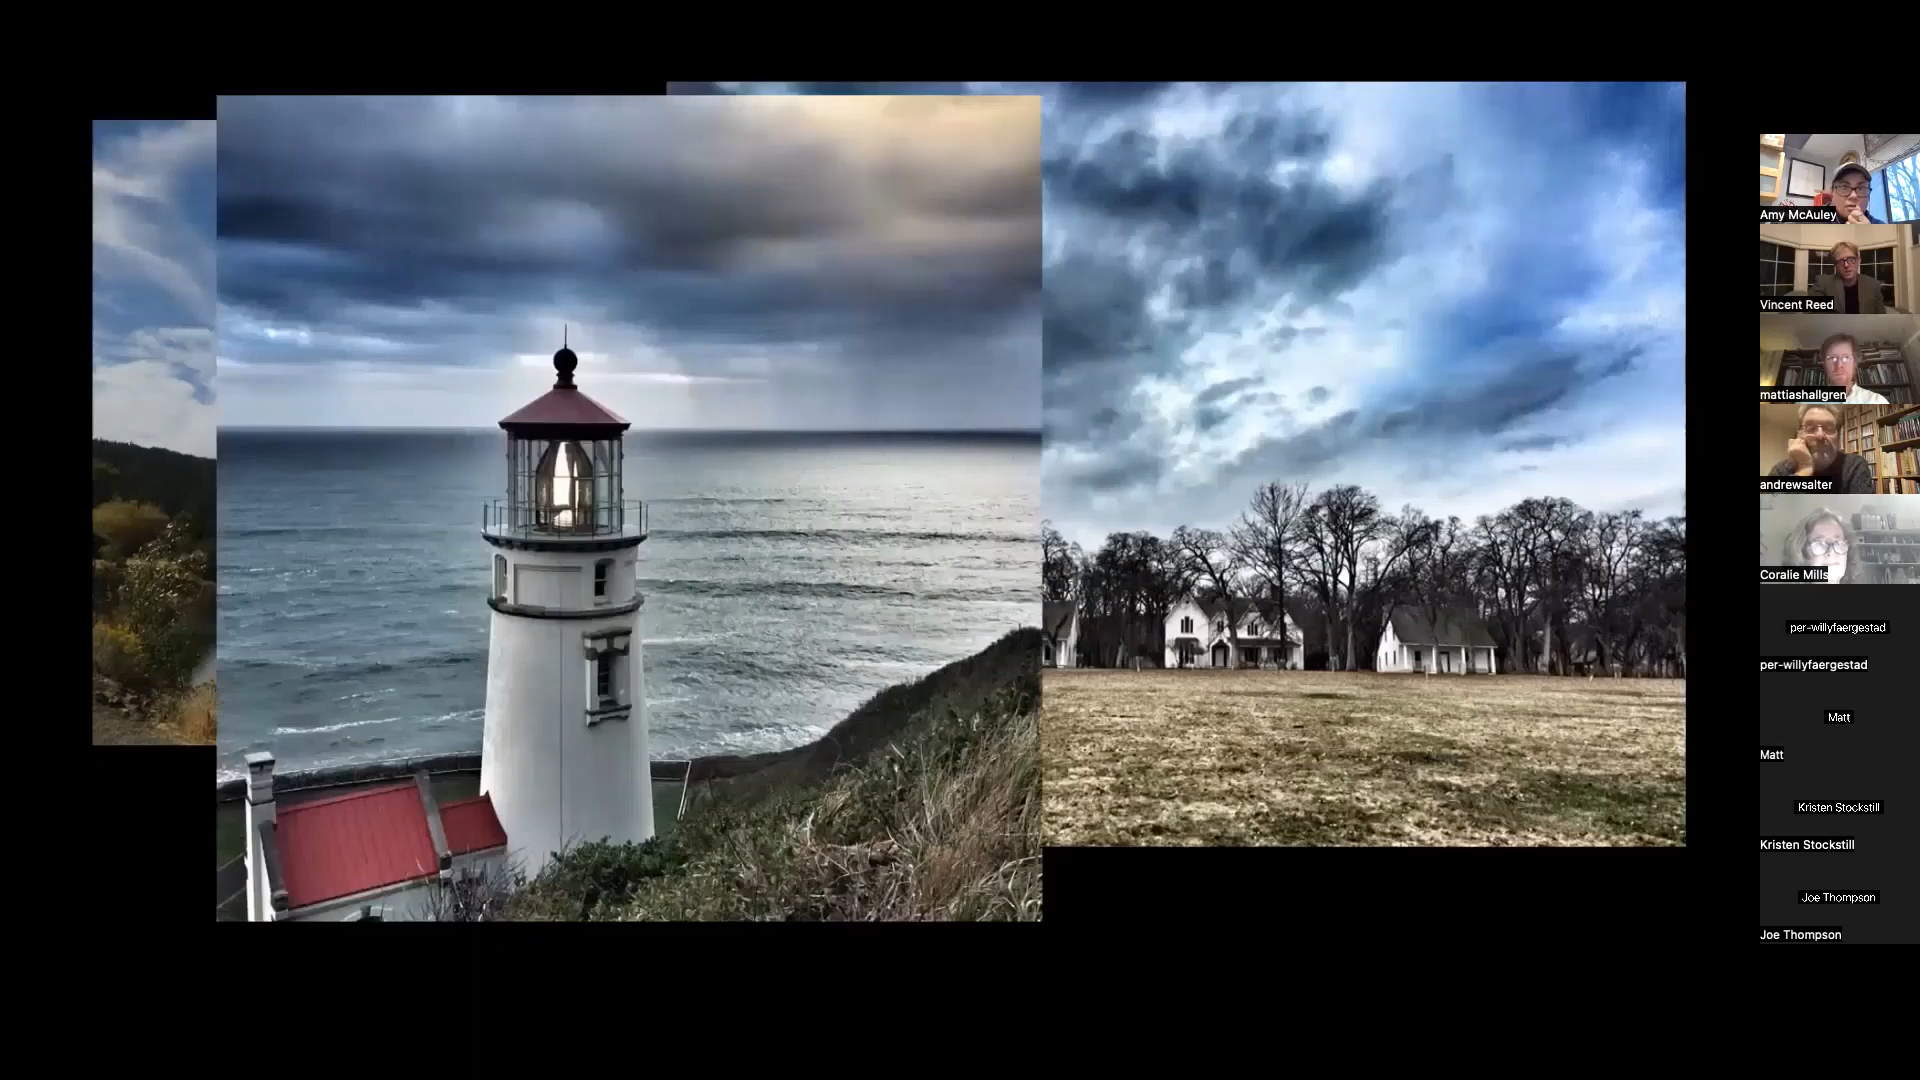 Amy McAuley
Vincent Reed
mattiashallgren
andrewsalter
Coralie Mills
per-willyfaergestad
per-willyfaergestad
Matt
Matt
Kristen Stockstill
Kristen Stockstill
Joe Thompson
Joe Thompson